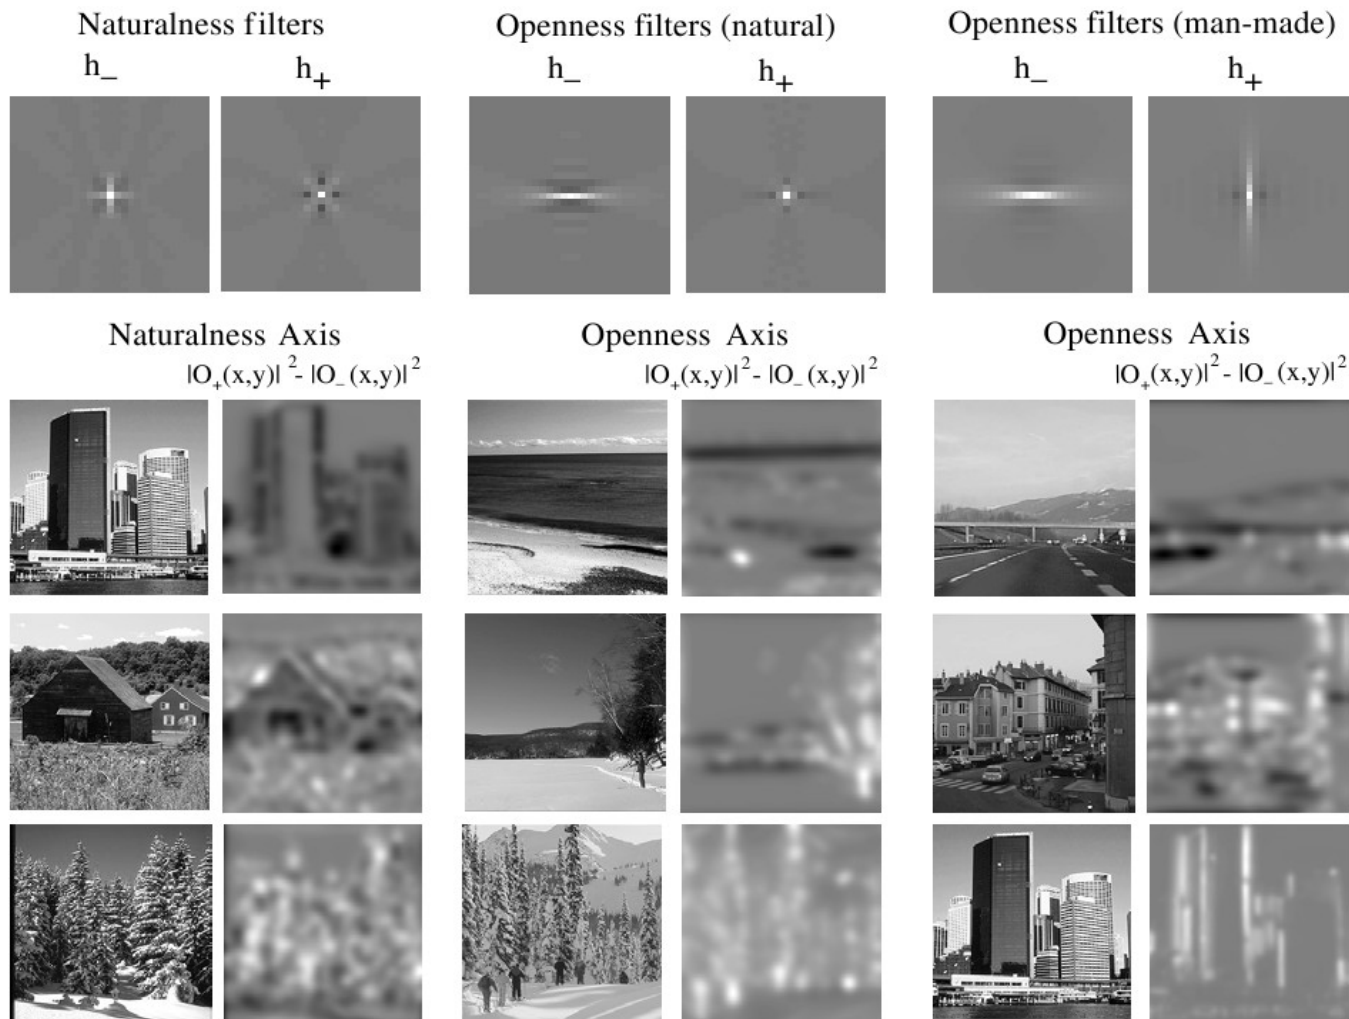 Naturalness filters
h_ h+
Openness filters (natural)
h_ h+
Openness filters (man-made)
h_ h+
Naturalness Axis
|O+(x,y)|² - |O_(x,y)|²
Openness Axis
|O+(x,y)|² - |O_(x,y)|²
Openness Axis
|O+(x,y)|² - |O_(x,y)|²